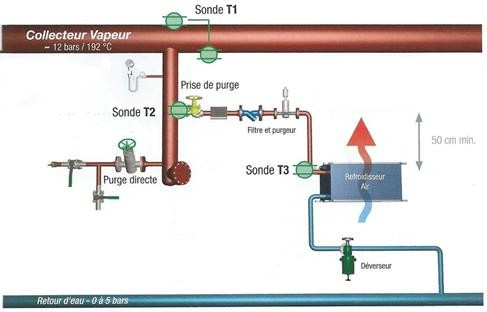 Sonde T1
Collecteur Vapeur
~ 12 bars / 192 °C
Prise de purge
Sonde T2
Filtre et purgeur
50 cm min.
Purge directe
Sonde T3
Refroidisseur
Air
Déverseur
Retour d'eau - 0 à 5 bars